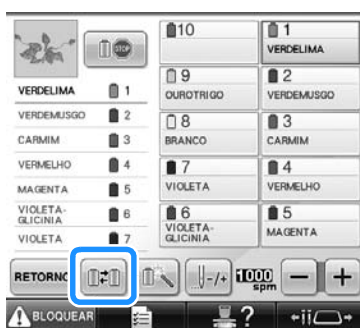 VERDELIMA 1
VERDEMUSGO 2
CARMIM 3
VERMELHO 4
MAGENTA 5
VIOLETA-
GLICINIA 6
VIOLETA 7
10
1
VERDELIMA
9
OUROTRIGO
2
VERDEMUSGO
8
BRANCO
3
CARMIM
7
VIOLETA
4
VERMELHO
6
VIOLETA-
GLICINIA
5
MAGENTA
RETORNO
-/+
1000
spm
- +
BLOQUEAR
?